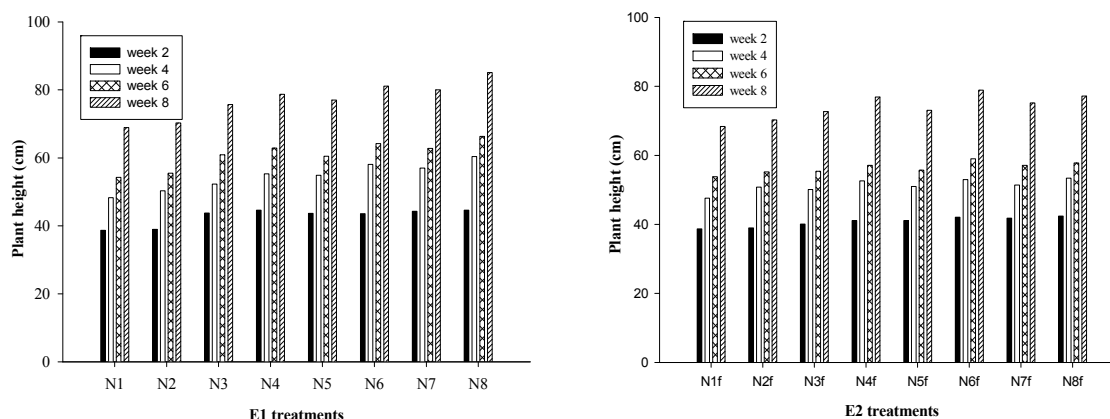 100
80
60
40
20
0
Plant height (cm)
week 2
week 4
week 6
week 8
N1 N2 N3 N4 N5 N6 N7 N8
E1 treatments
100
80
60
40
20
0
Plant height (cm)
week 2
week 4
week 6
week 8
N1f N2f N3f N4f N5f N6f N7f N8f
E2 treatments